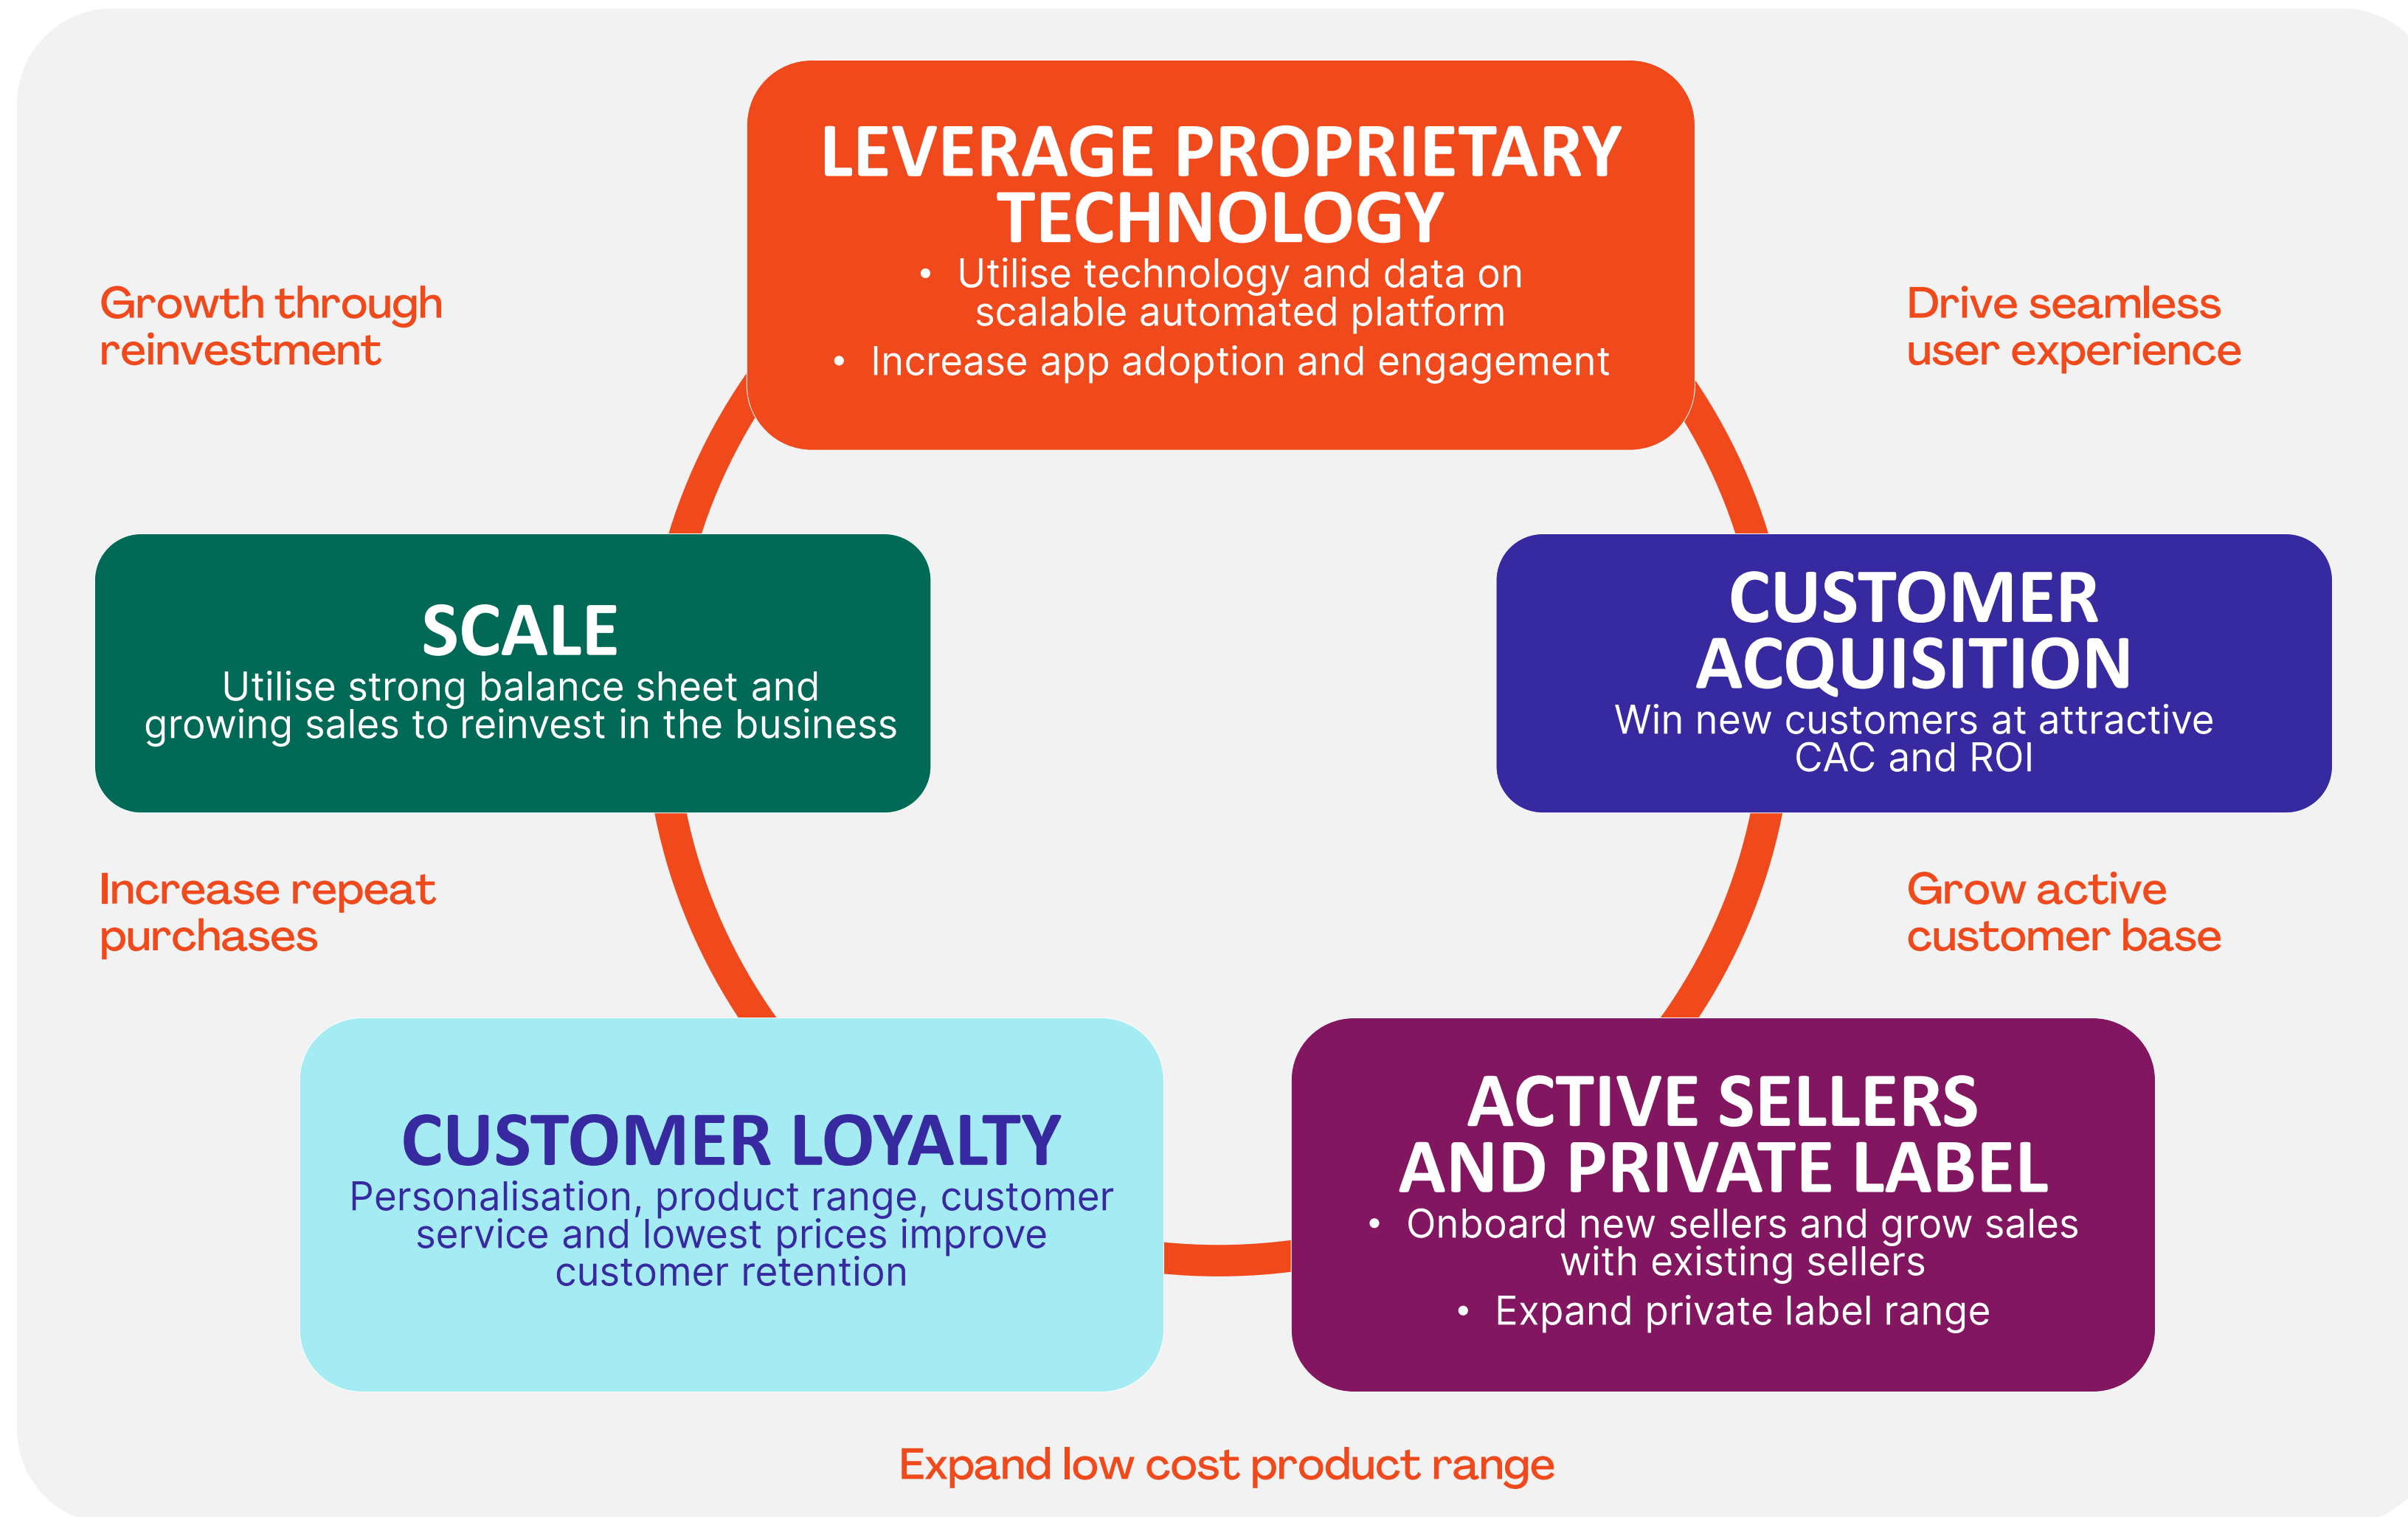 LEVERAGE PROPRIETARY
TECHNOLOGY
• Utilise technology and data on
scalable automated platform
• Increase app adoption and engagement
Growth through
reinvestment
Drive seamless
user experience
SCALE
Utilise strong balance sheet and
growing sales to reinvest in the business
CUSTOMER
ACQUISITION
Win new customers at attractive
CAC and ROI
Increase repeat
purchases
Grow active
customer base
CUSTOMER LOYALTY
Personalisation, product range, customer
service and lowest prices improve
customer retention
ACTIVE SELLERS
AND PRIVATE LABEL
• Onboard new sellers and grow sales
with existing sellers
• Expand private label range
Expand low cost product range